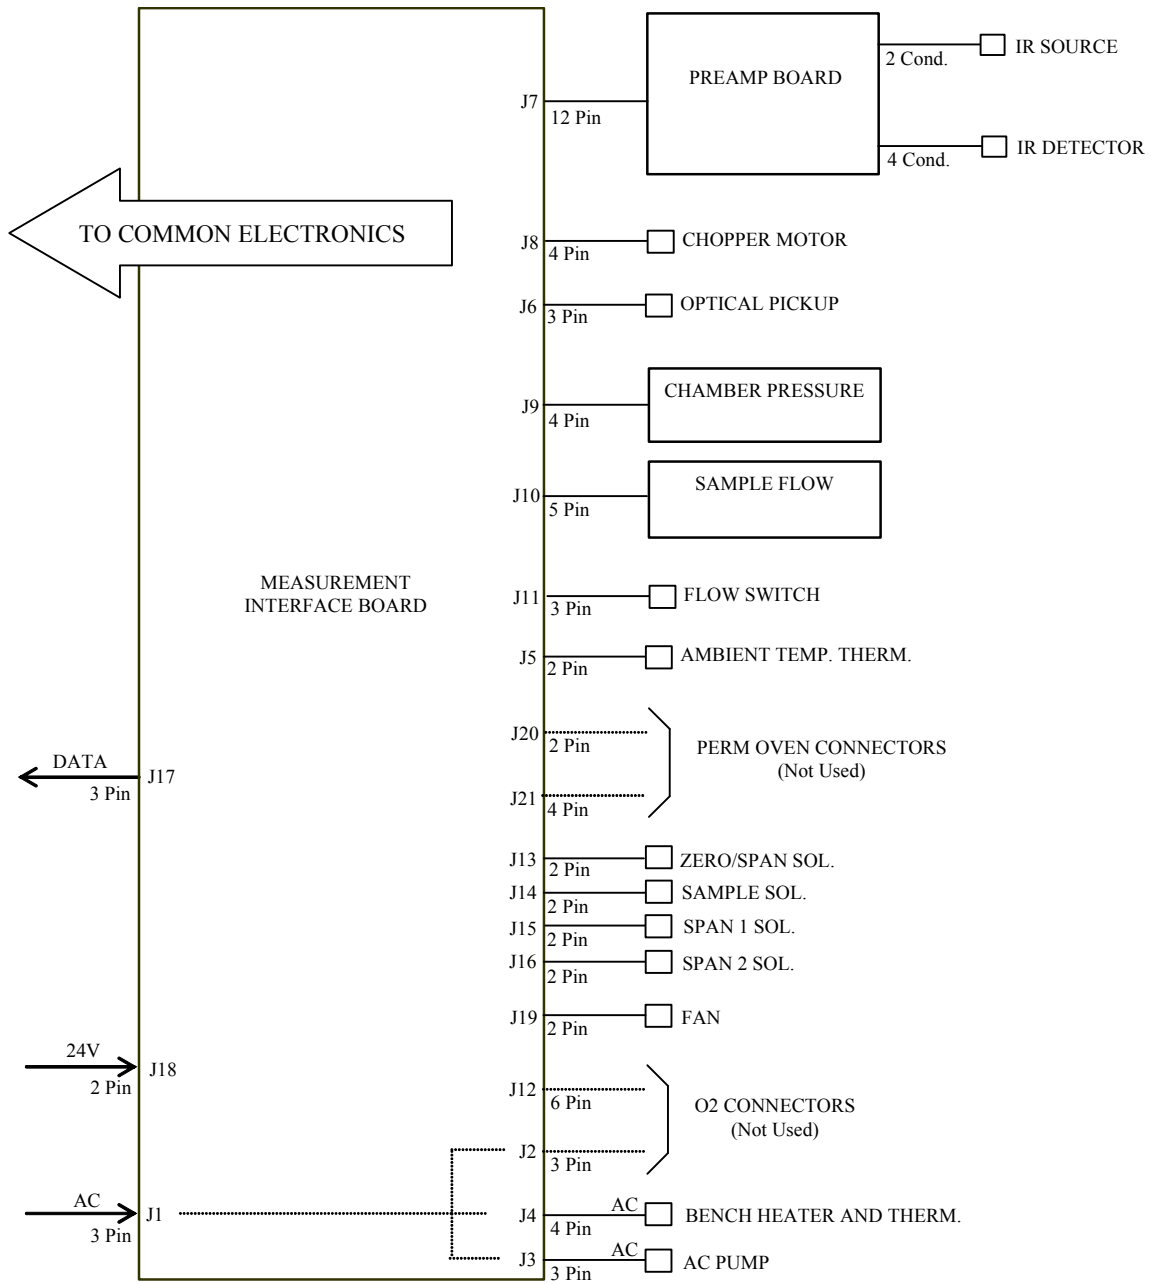 2 Cond.
IR SOURCE
PREAMP BOARD
J7
12 Pin
4 Cond.
IR DETECTOR
TO COMMON ELECTRONICS
J8
4 Pin
CHOPPER MOTOR
J6
3 Pin
OPTICAL PICKUP
CHAMBER PRESSURE
J9
4 Pin
SAMPLE FLOW
J10
5 Pin
MEASUREMENT
INTERFACE BOARD
J11
3 Pin
FLOW SWITCH
J5
2 Pin
AMBIENT TEMP. THERM.
J20
2 Pin
PERM OVEN CONNECTORS
(Not Used)
DATA
J17
3 Pin
J21
4 Pin
J13
2 Pin
ZERO/SPAN SOL.
J14
2 Pin
SAMPLE SOL.
J15
2 Pin
SPAN 1 SOL.
J16
2 Pin
SPAN 2 SOL.
J19
2 Pin
FAN
24V
J18
2 Pin
J12
6 Pin
O2 CONNECTORS
(Not Used)
J2
3 Pin
AC
J1
3 Pin
J4
AC
4 Pin
BENCH HEATER AND THERM.
J3
AC
3 Pin
AC PUMP